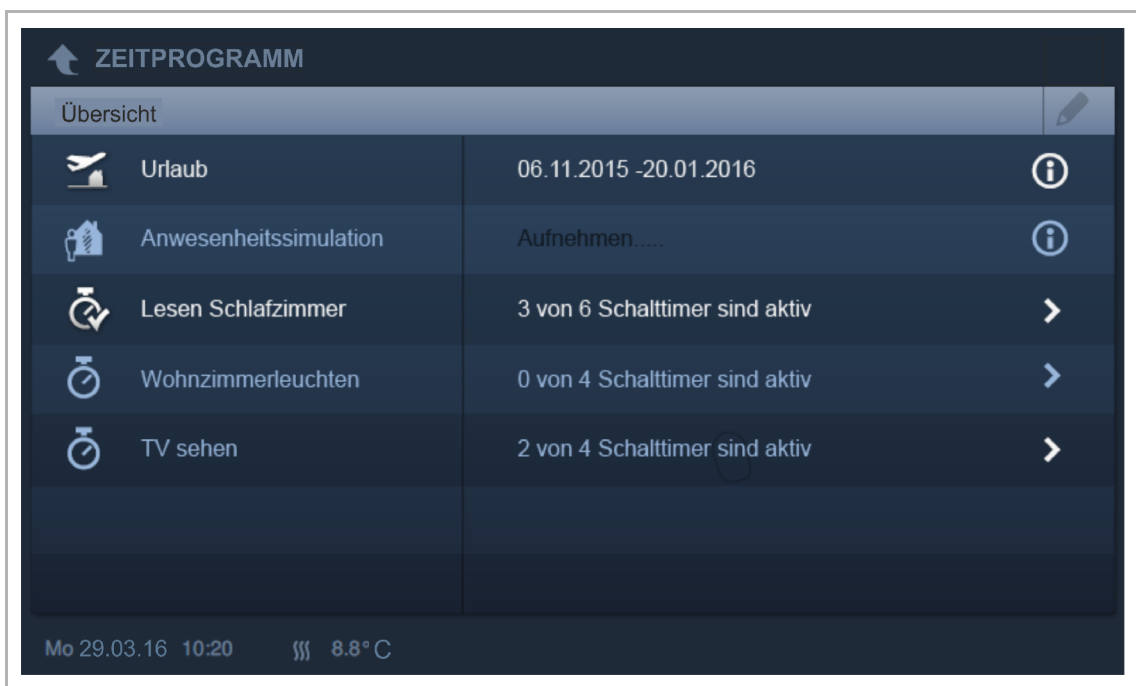 ZEITPROGRAMM
Übersicht
Urlaub 06.11.2015 -20.01.2016
Anwesenheitssimulation Aufnehmen.....
Lesen Schlafzimmer 3 von 6 Schalttimer sind aktiv
Wohnzimmerleuchten 0 von 4 Schalttimer sind aktiv
TV sehen 2 von 4 Schalttimer sind aktiv
Mo 29.03.16 10:20 8.8° C